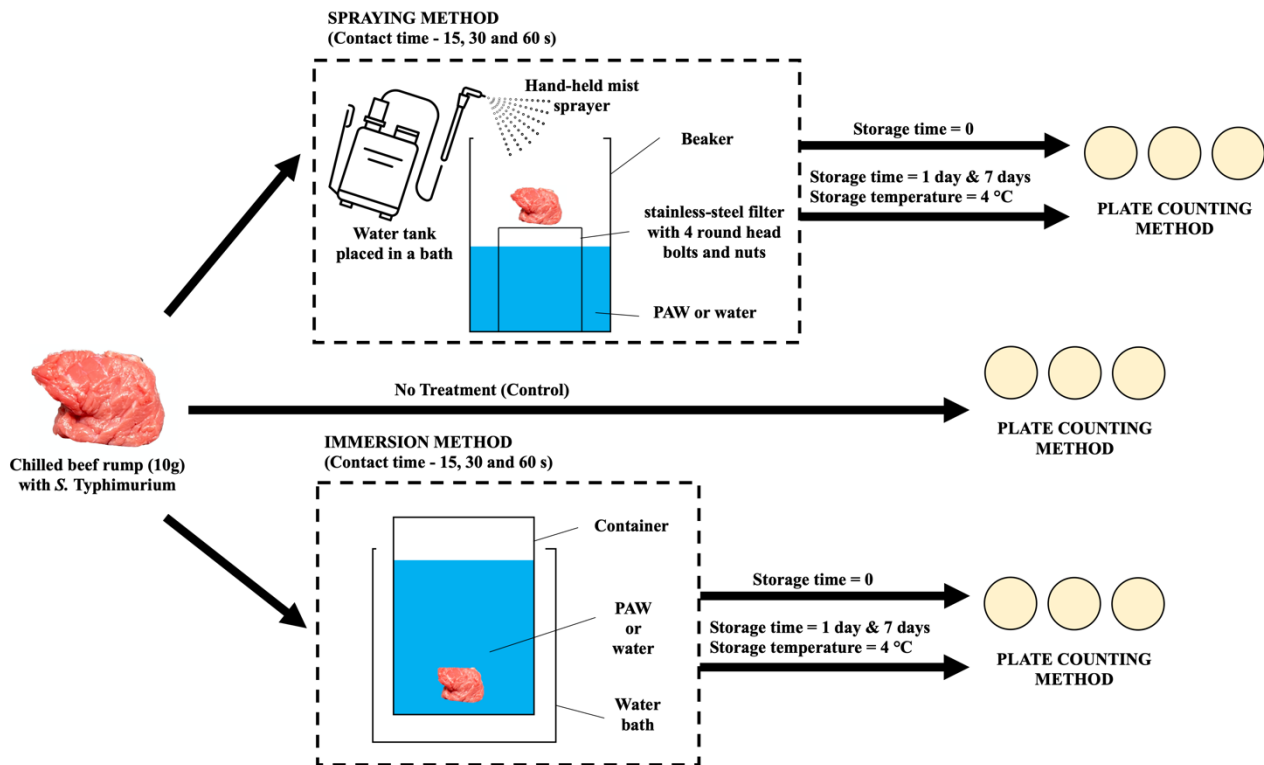 SPRAYING METHOD
(Contact time - 15, 30 and 60 s)
Hand-held mist
sprayer
Beaker
stainless-steel filter
with 4 round head
bolts and nuts
Water tank
placed in a bath
PAW or water
Storage time = 0
Storage time = 1 day & 7 days
Storage temperature = 4 °C
PLATE COUNTING
METHOD
Chilled beef rump (10g)
with S. Typhimurium
No Treatment (Control)
PLATE COUNTING
METHOD
IMMERSION METHOD
(Contact time - 15, 30 and 60 s)
Container
PAW
or
water
Water
bath
Storage time = 0
Storage time = 1 day & 7 days
Storage temperature = 4 °C
PLATE COUNTING
METHOD